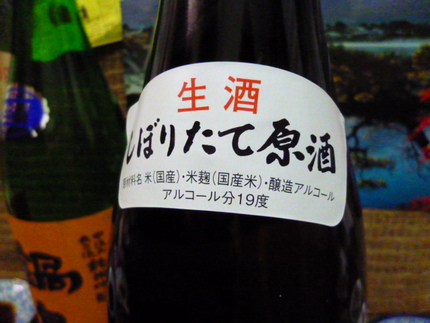 生酒
しぼりたて原酒
原材料名 米(国産)・米麹(国産米)・醸造アルコール
アルコール分19度
鍋